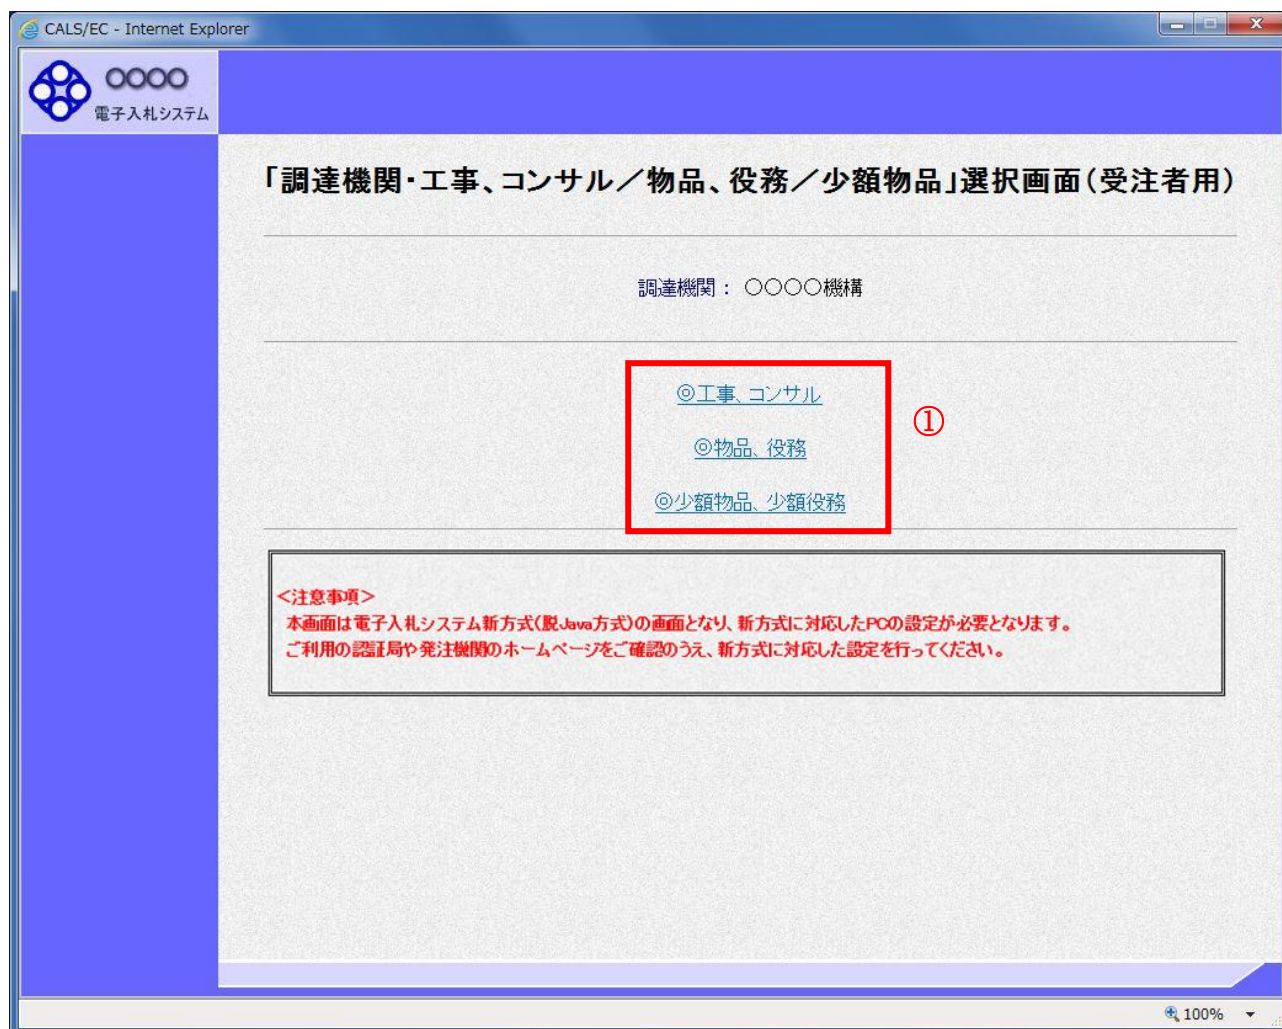 CALS/EC - Internet Explorer
○○○○
電子入札システム
「調達機関・工事、コンサル／物品、役務／少額物品」選択画面(受注者用)
調達機関： ○○○○機構
◎工事、コンサル
①
◎物品、役務
◎少額物品、少額役務
＜注意事項＞
本画面は電子入札システム新方式(脱Java方式)の画面となり、新方式に対応したPCの設定が必要となります。
ご利用の認証局や発注機関のホームページをご確認のうえ、新方式に対応した設定を行ってください。
100%